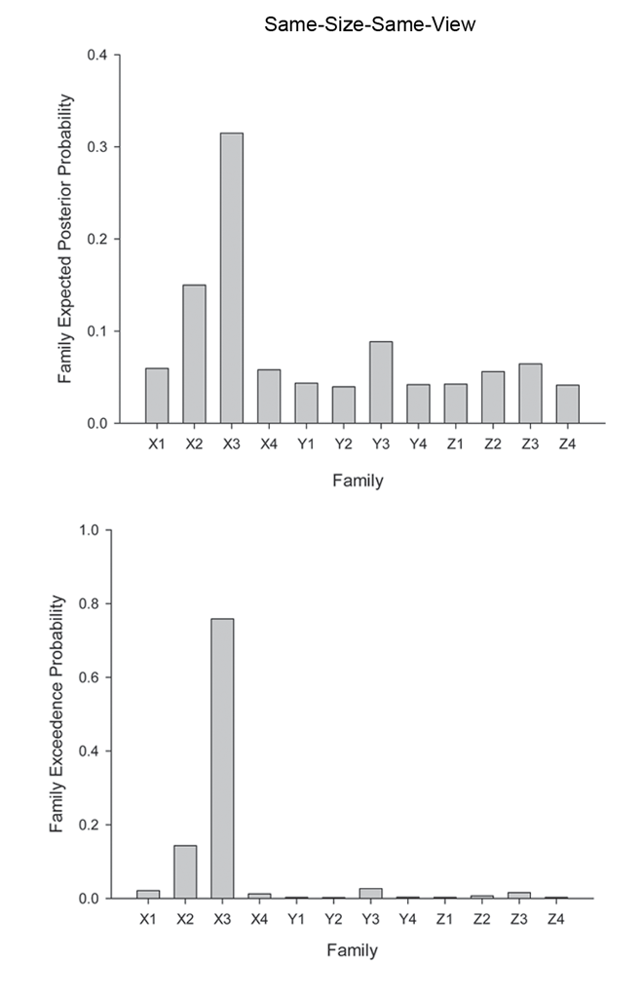 Same-Size-Same-View
Family Expected Posterior Probability
0.4
0.3
0.2
0.1
0.0
X1 X2 X3 X4 Y1 Y2 Y3 Y4 Z1 Z2 Z3 Z4
Family
Family Exceedence Probability
1.0
0.8
0.6
0.4
0.2
0.0
X1 X2 X3 X4 Y1 Y2 Y3 Y4 Z1 Z2 Z3 Z4
Family